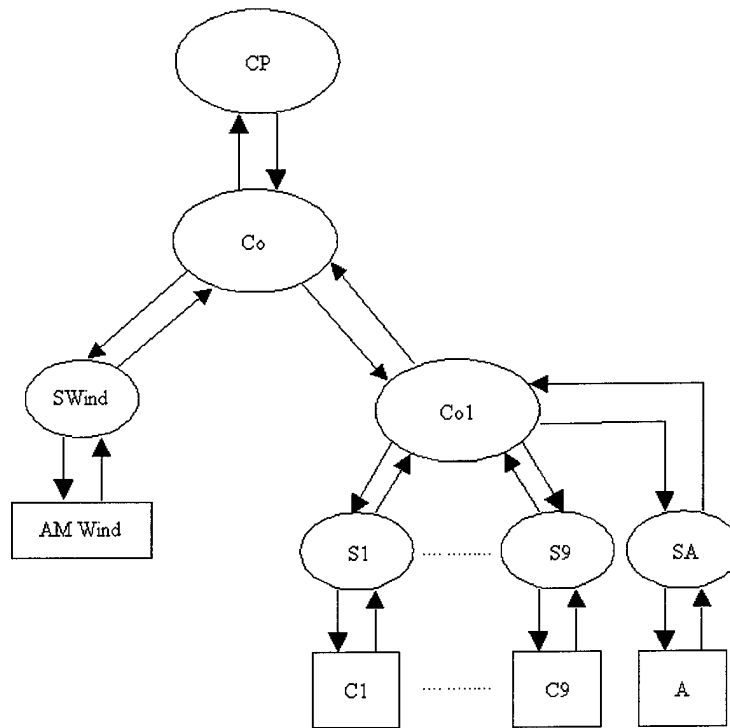 CP
Co
SWind
Co1
AM Wind
S1 ......... S9 SA
C1 ......... C9 A